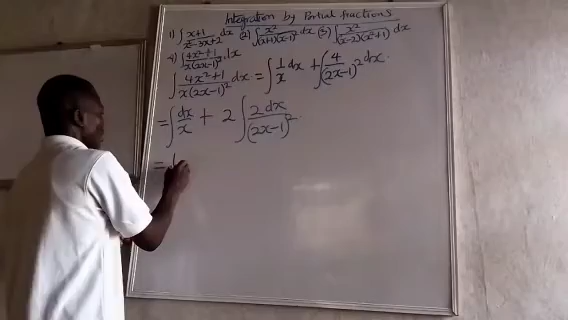 Integration by Partial fractions
1) ∫ x+1/x²-3x+2 dx (2) ∫ x²/(x+1)(x-1)² dx (3) ∫ x²/(x-2)(x²+1) dx
4) ∫ 4x²+1/x(2x-1)² dx
∫ 4x²+1/x(2x-1)² dx = ∫ 1/x dx + ∫ 4/(2x-1)² dx.
= ∫ dx/x + 2 ∫ 2dx/(2x-1)².
=